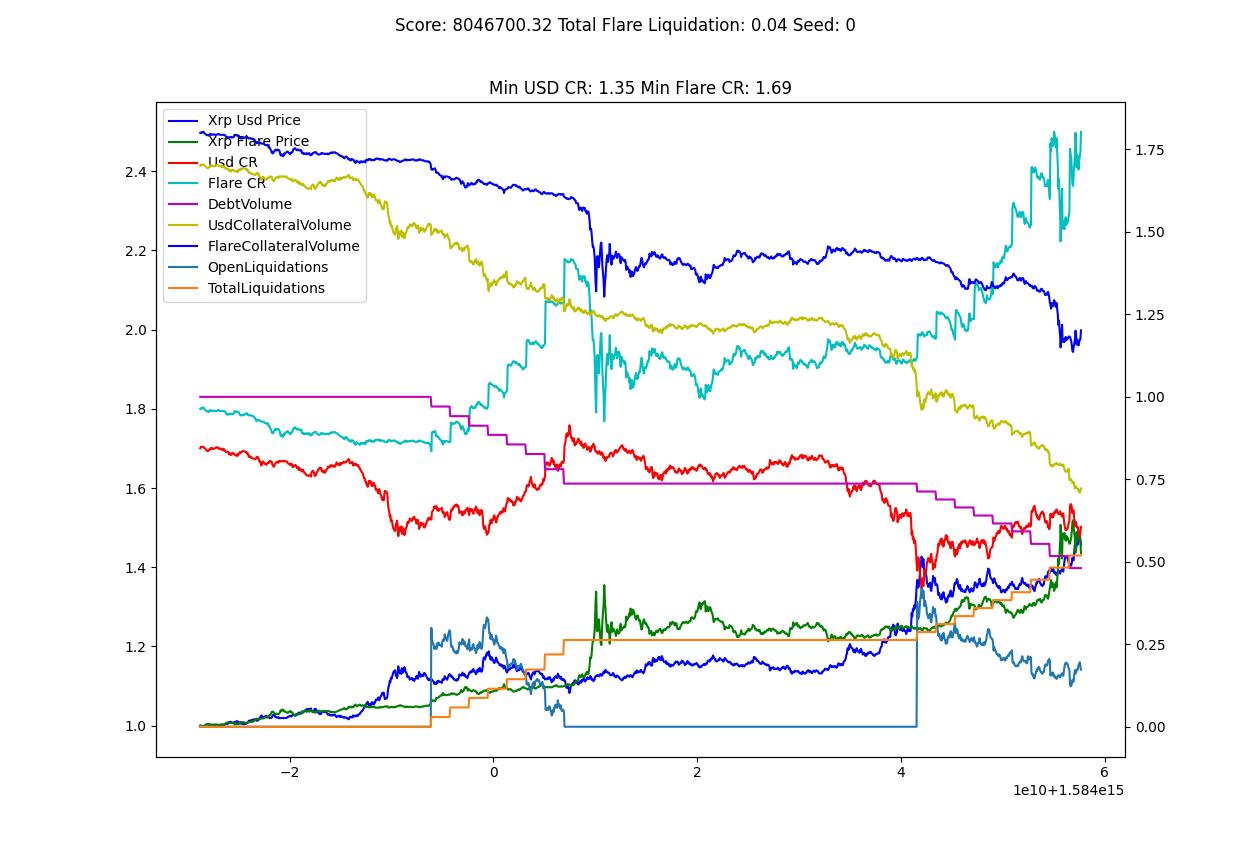 Score: 8046700.32 Total Flare Liquidation: 0.04 Seed: 0
Min USD CR: 1.35 Min Flare CR: 1.69
Xrp Usd Price
Xrp Flare Price
Usd CR
Flare CR
DebtVolume
UsdCollateralVolume
FlareCollateralVolume
OpenLiquidations
TotalLiquidations
2.4
2.2
2.0
1.8
1.6
1.4
1.2
1.0
1.75
1.50
1.25
1.00
0.75
0.50
0.25
0.00
−2
0
2
4
6
1e10+1.584e15